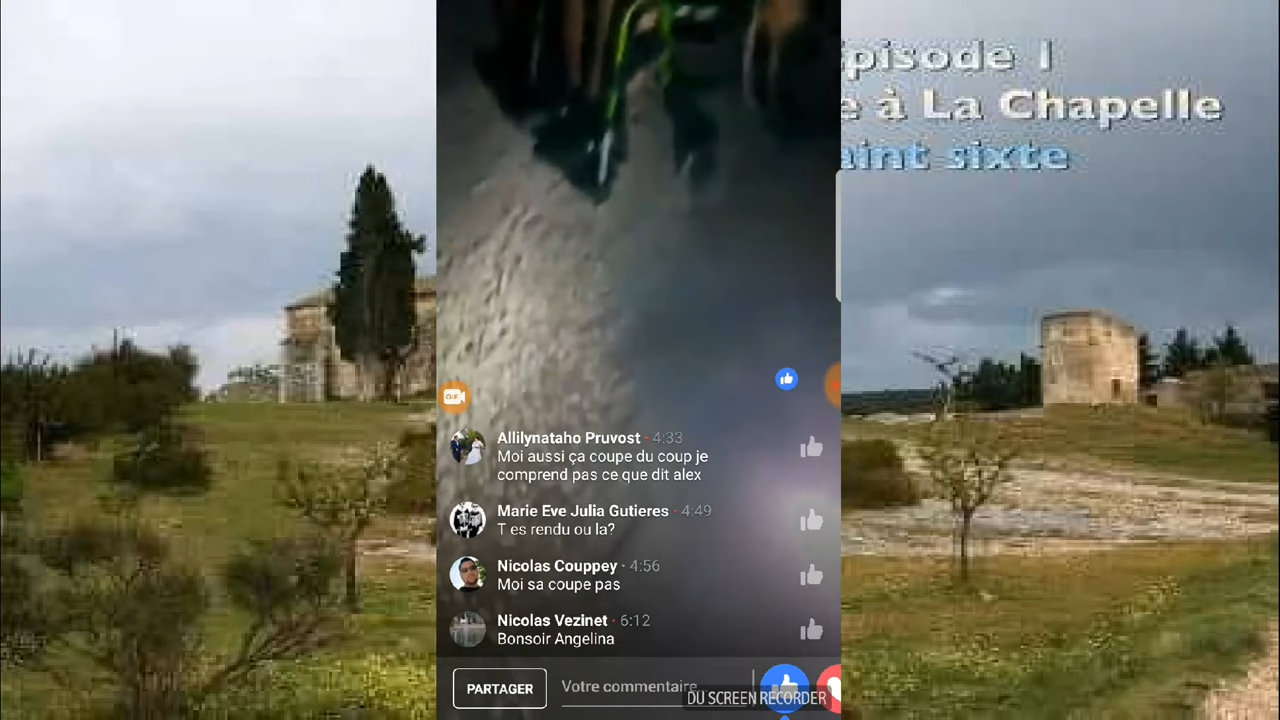 pisode 1
e à La Chapelle
aint sixte
GIF
Allilynataho Pruvost · 4:33
Moi aussi ça coupe du coup je
comprend pas ce que dit alex
Marie Eve Julia Gutieres · 4:49
T es rendu ou la?
Nicolas Couppey · 4:56
Moi sa coupe pas
Nicolas Vezinet · 6:12
Bonsoir Angelina
PARTAGER
Votre commentaire
DU SCREEN RECORDER